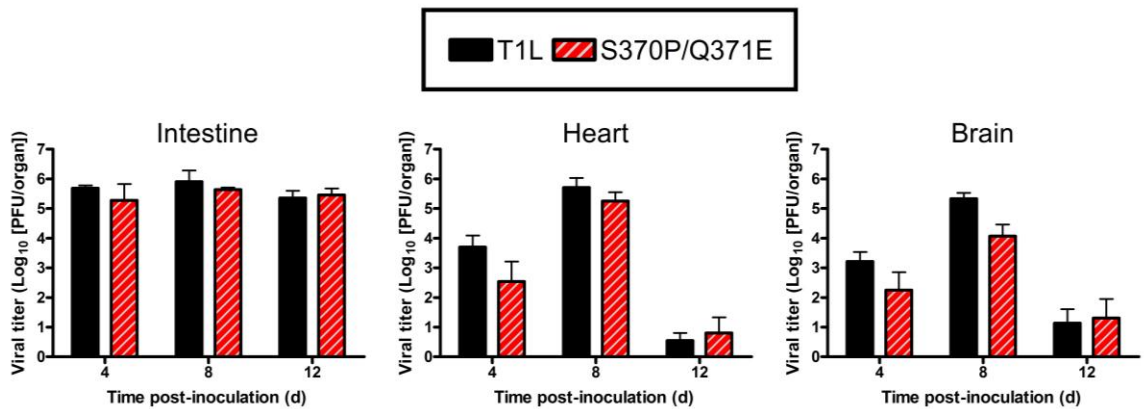 T1L S370P/Q371E
Intestine
Viral titer (Log10 [PFU/organ])
7
6
5
4
3
2
1
0
4 8 12
Time post-inoculation (d)
Heart
Viral titer (Log10 [PFU/organ])
7
6
5
4
3
2
1
0
4 8 12
Time post-inoculation (d)
Brain
Viral titer (Log10 [PFU/organ])
7
6
5
4
3
2
1
0
4 8 12
Time post-inoculation (d)